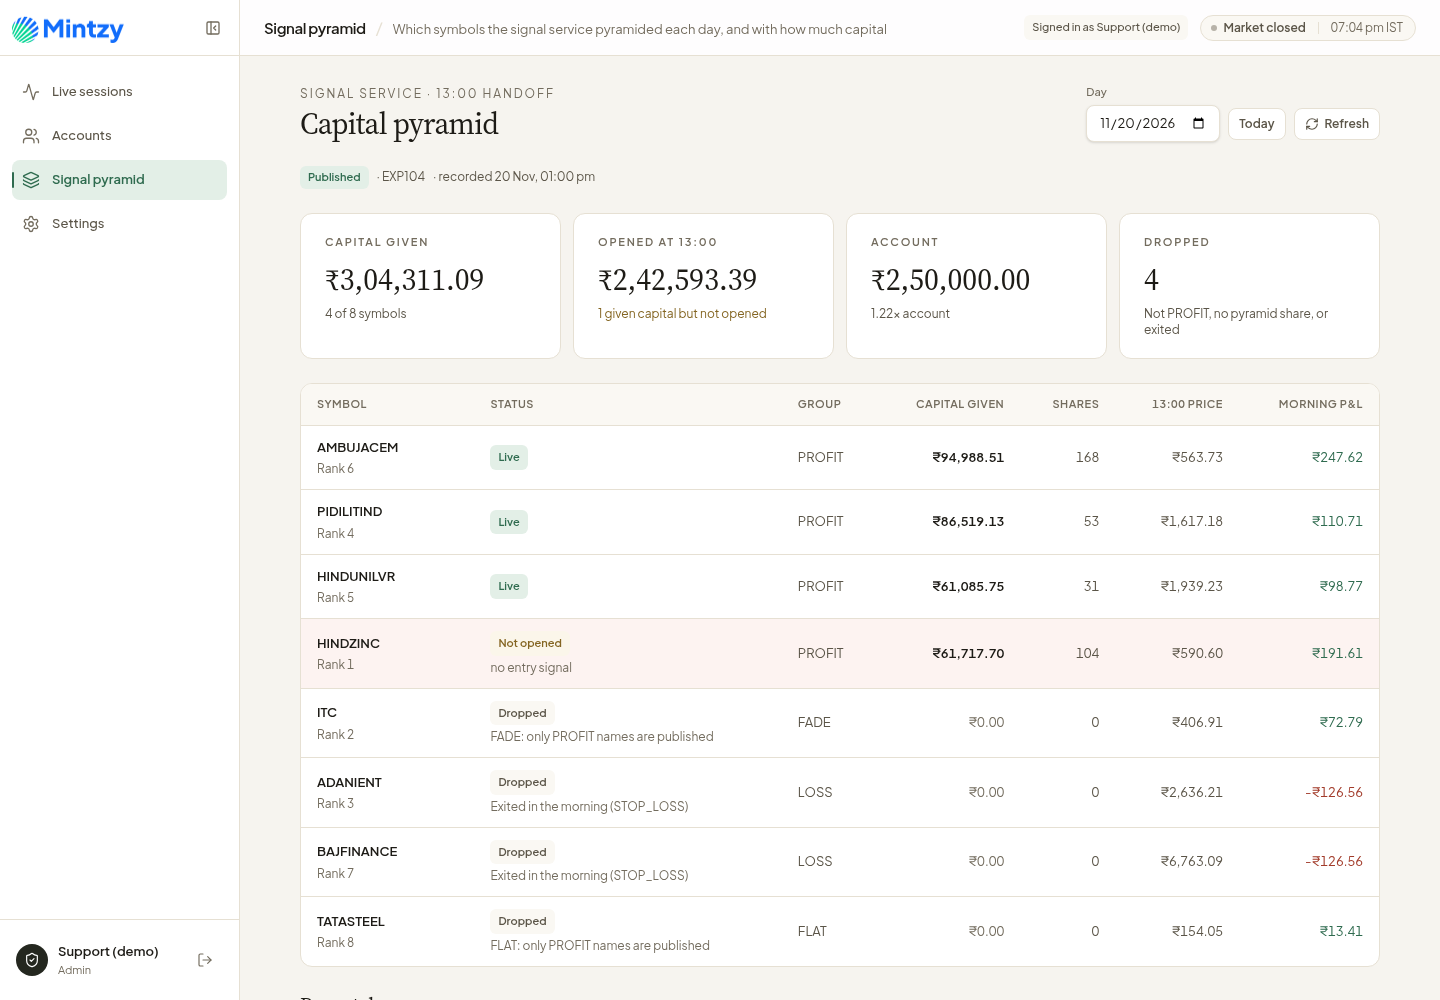 Mintzy
Signal pyramid / Which symbols the signal service pyramided each day, and with how much capital
Signed in as Support (demo)
Market closed | 07:04 pm IST
Live sessions
Accounts
Signal pyramid
Settings
SIGNAL SERVICE · 13:00 HANDOFF
Capital pyramid
Day
11/20/2026
Today
Refresh
Published · EXP104 · recorded 20 Nov, 01:00 pm
CAPITAL GIVEN
₹3,04,311.09
4 of 8 symbols
OPENED AT 13:00
₹2,42,593.39
1 given capital but not opened
ACCOUNT
₹2,50,000.00
1.22× account
DROPPED
4
Not PROFIT, no pyramid share, or
exited
SYMBOL STATUS GROUP CAPITAL GIVEN SHARES 13:00 PRICE MORNING P&L
AMBUJACEM
Rank 6
Live PROFIT ₹94,988.51 168 ₹563.73 ₹247.62
PIDILITIND
Rank 4
Live PROFIT ₹86,519.13 53 ₹1,617.18 ₹110.71
HINDUNILVR
Rank 5
Live PROFIT ₹61,085.75 31 ₹1,939.23 ₹98.77
HINDZINC
Rank 1
Not opened
no entry signal
PROFIT ₹61,717.70 104 ₹590.60 ₹191.61
ITC
Rank 2
Dropped
FADE: only PROFIT names are published
FADE ₹0.00 0 ₹406.91 ₹72.79
ADANIENT
Rank 3
Dropped
Exited in the morning (STOP_LOSS)
LOSS ₹0.00 0 ₹2,636.21 -₹126.56
BAJFINANCE
Rank 7
Dropped
Exited in the morning (STOP_LOSS)
LOSS ₹0.00 0 ₹6,763.09 -₹126.56
TATASTEEL
Rank 8
Dropped
FLAT: only PROFIT names are published
FLAT ₹0.00 0 ₹154.05 ₹13.41
Support (demo)
Admin